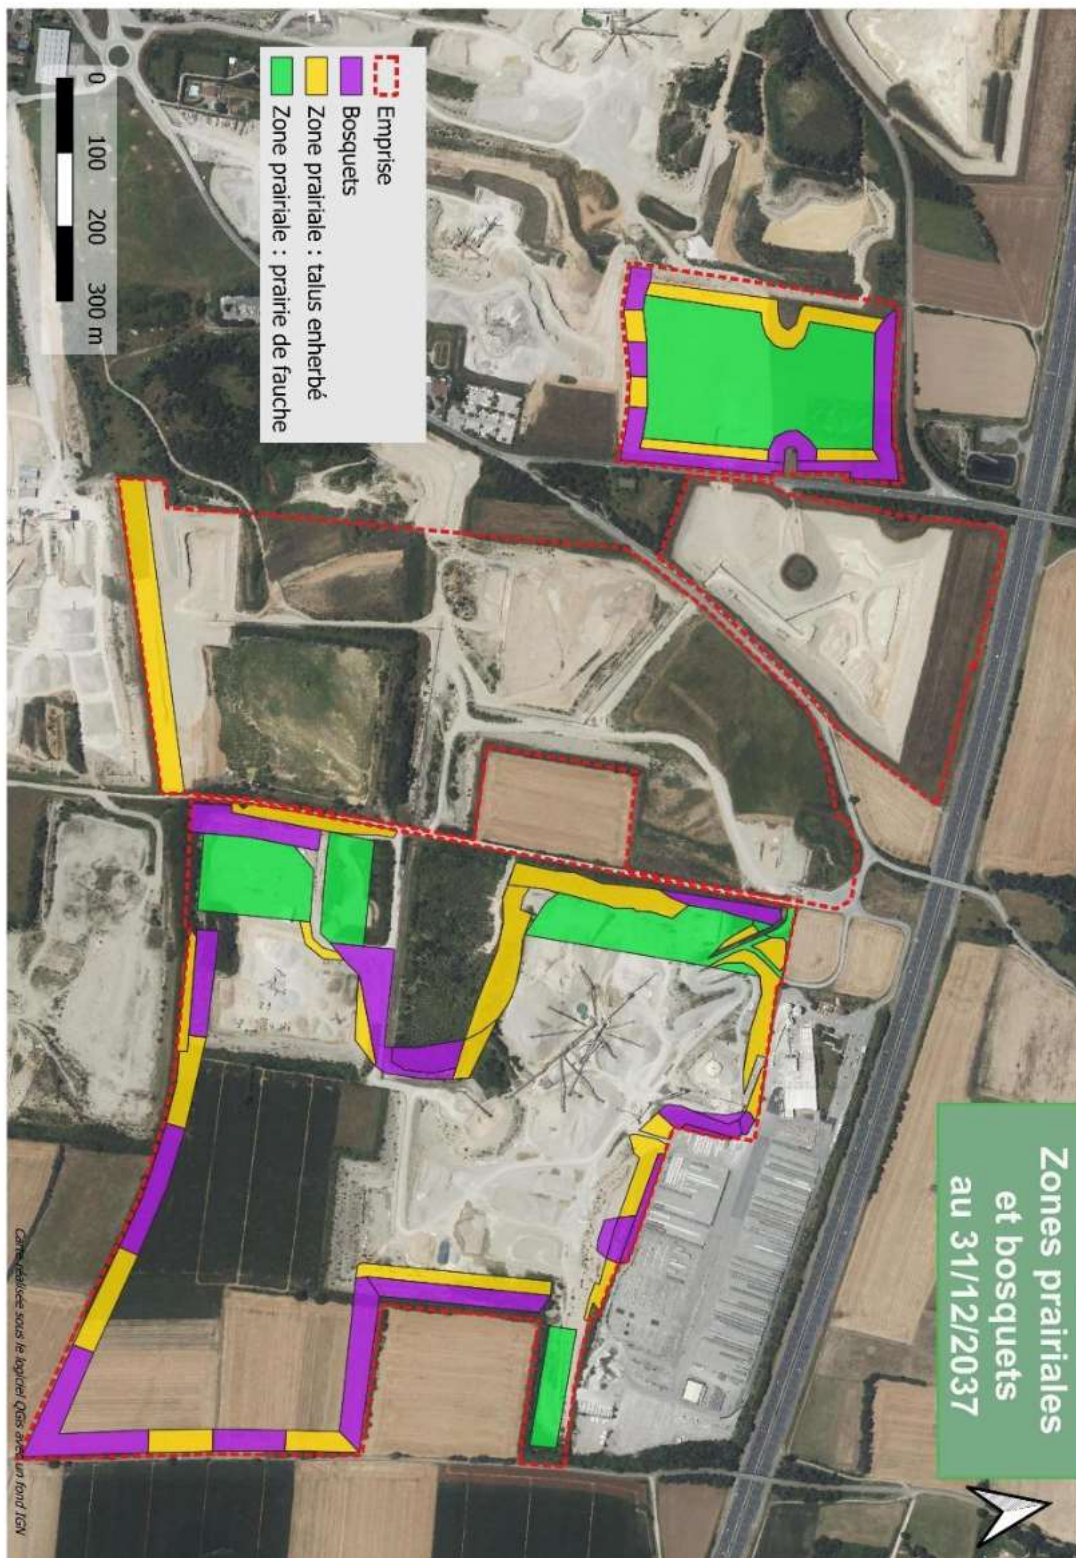 Zones prairiales
et bosquets
au 31/12/2037
Emprise
Bosquets
Zone prairiale : talus enherbé
Zone prairiale : prairie de fauche
0 100 200 300 m
Carte réalisée sous le logiciel QGis avec un fond IGN